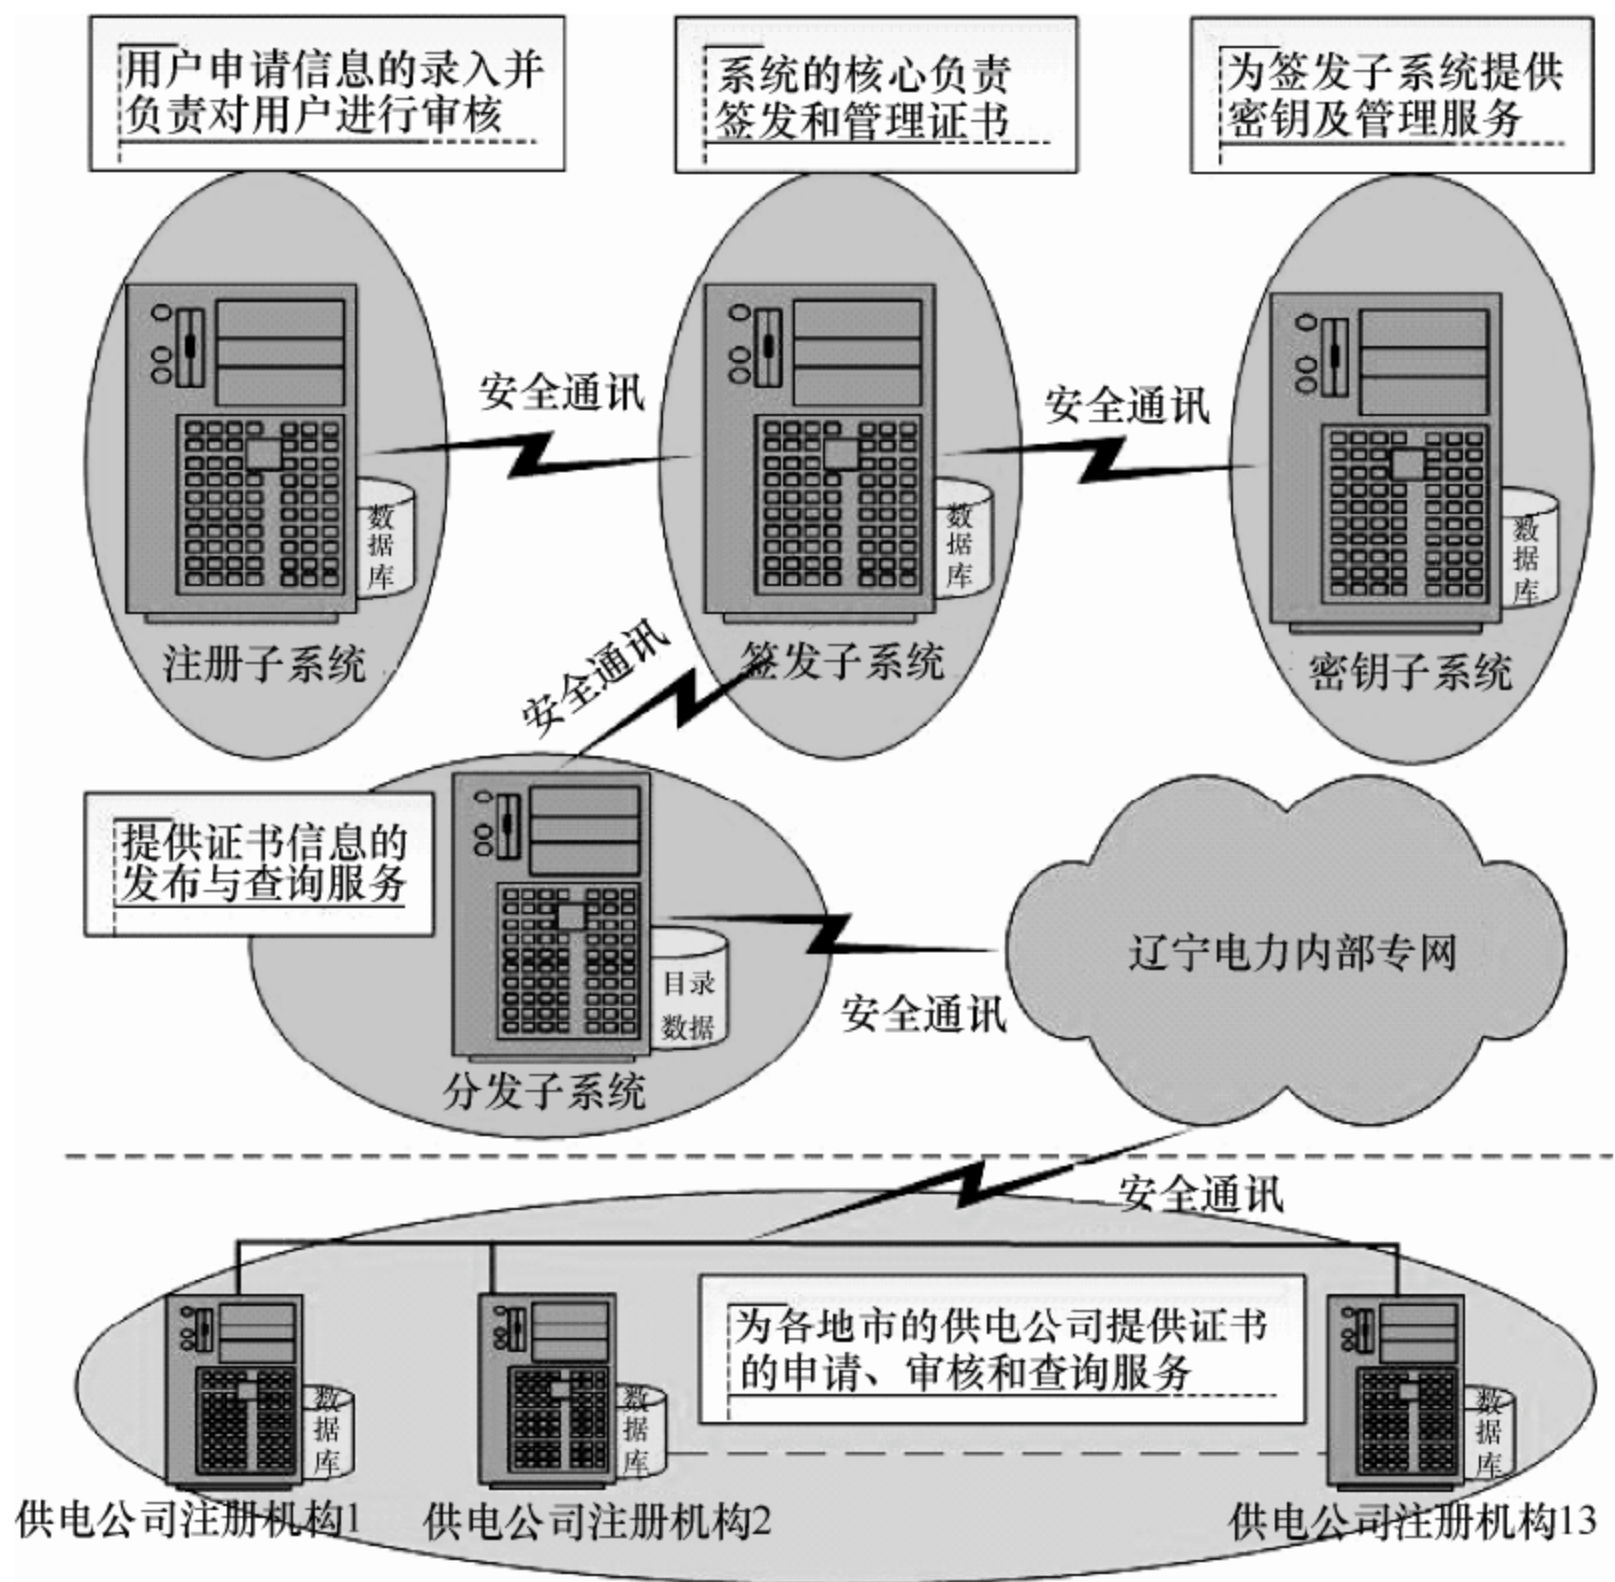 用户申请信息的录入并
负责对用户进行审核
系统的核心负责
签发和管理证书
为签发子系统提供
密钥及管理服务
安全通讯
安全通讯
数
据
库
数
据
库
数
据
库
注册子系统
签发子系统
密钥子系统
安全通讯
提供证书信息的
发布与查询服务
目录
数据
分发子系统
安全通讯
辽宁电力内部专网
安全通讯
为各地市的供电公司提供证书
的申请、审核和查询服务
数
据
库
数
据
库
数
据
库
供电公司注册机构1
供电公司注册机构2
供电公司注册机构13